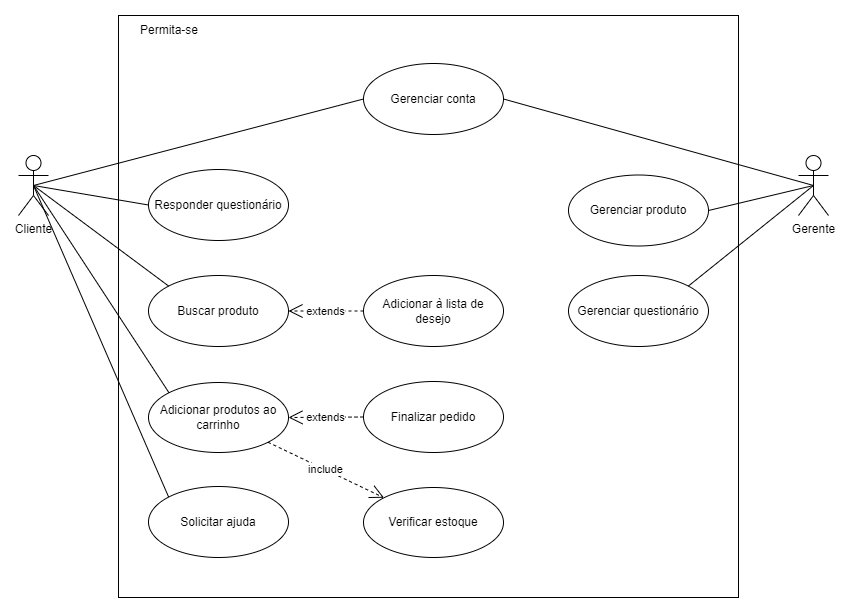 Permita-se
Gerenciar conta
Cliente
Responder questionário
Gerenciar produto
Gerente
Buscar produto
extends
Adicionar à lista de
desejo
Gerenciar questionário
Adicionar produtos ao
carrinho
extends
Finalizar pedido
include
Solicitar ajuda
Verificar estoque